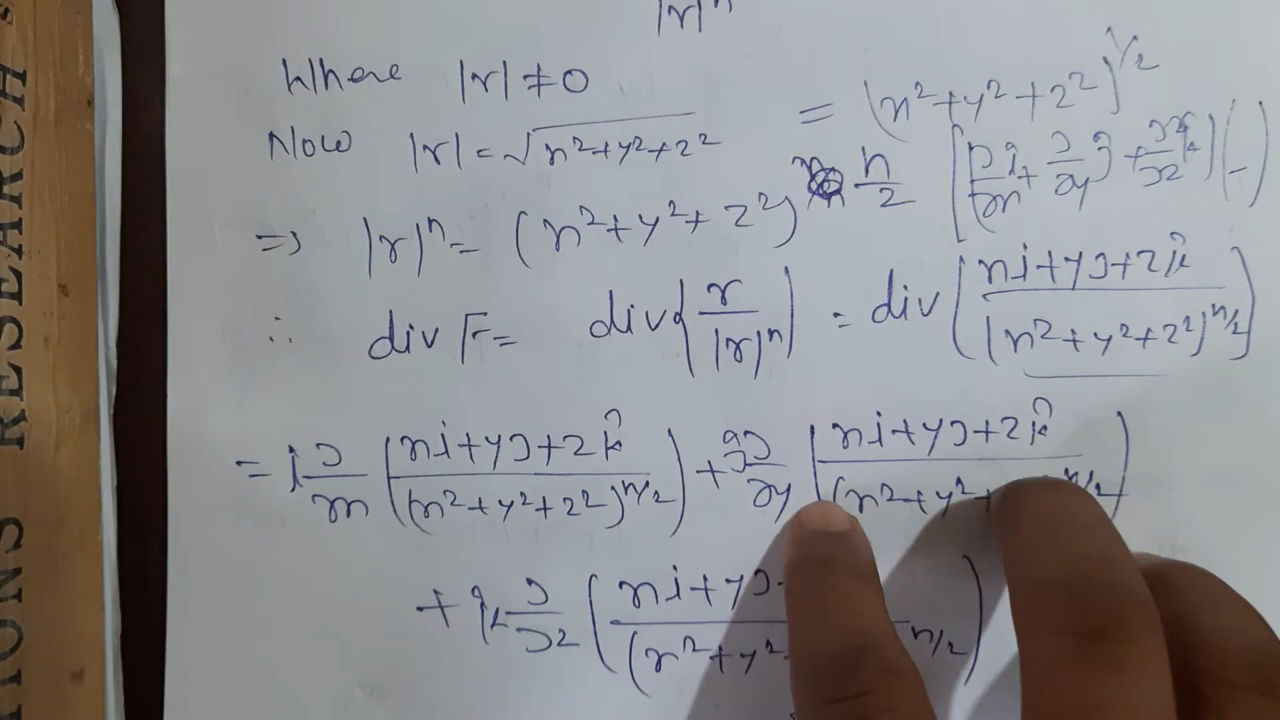 |r|ⁿ
Where |r| ≠ 0
Now |r| = √x²+y²+z² = (x²+y²+z²)^1/2
⇒ |r|ⁿ = (x²+y²+z²)^n/2 [∂/∂x i + ∂/∂y j + ∂/∂z k] (-)
∴ div F = div{r/|r|ⁿ} = div(xi+yj+zk̂/(x²+y²+z²)^n/2)
= i ∂/∂x (xi+yj+zk̂/(x²+y²+z²)^n/2) + j ∂/∂y (xi+yj+zk̂/(x²+y²+ ^n/2)
+ k ∂/∂z (xi+yj /(x²+y² ^n/2)
OPERATIONS RESEARCH